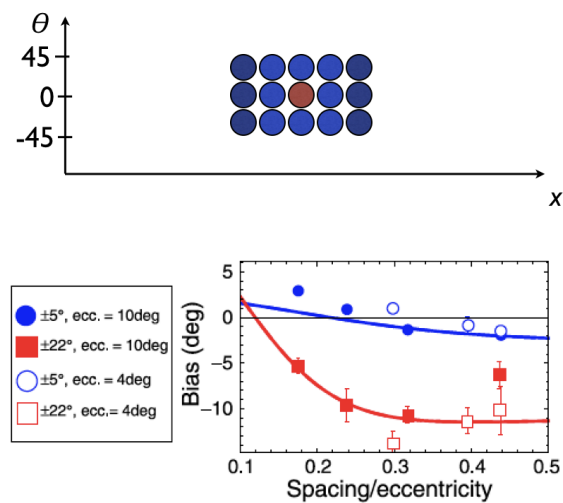 θ
45
0
-45
x
±5°, ecc. = 10deg
±22°, ecc. = 10deg
±5°, ecc. = 4deg
±22°, ecc.= 4deg
Bias (deg)
5
0
−5
−10
0.1 0.2 0.3 0.4 0.5
Spacing/eccentricity